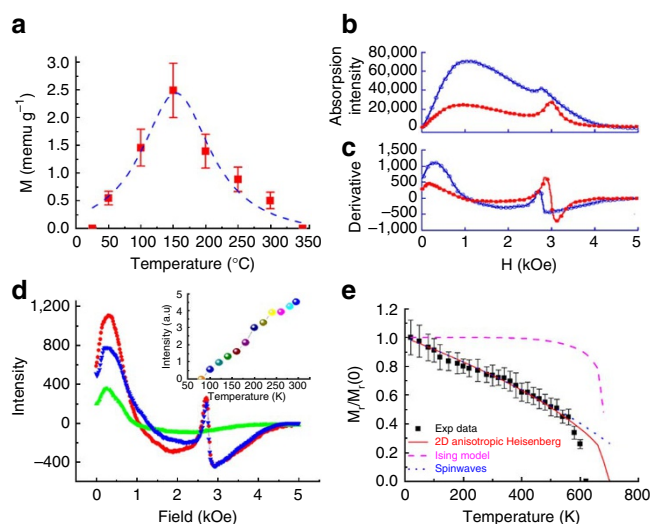 a
M (memu g⁻¹)
3.0
2.5
2.0
1.5
1.0
0.5
0.0
50 100 150 200 250 300 350
Temperature (°C)
b
Absorpsion
intensity
80,000
60,000
40,000
20,000
0
c
Derivative
1,500
1,000
500
0
–500
–1,000
0 1 2 3 4 5
H (kOe)
d
Intensity
1,200
800
400
0
–400
0 1 2 3 4 5
Field (kOe)
Intensity (a.u)
5
4
3
2
1
0
50 100 150 200 250 300
Temperature (K)
e
Mr/Mr(0)
1.2
1.0
0.8
0.6
0.4
0.2
0.0
Exp data
2D anisotropic Heisenberg
Ising model
Spinwaves
0 200 400 600 800
Temperature (K)